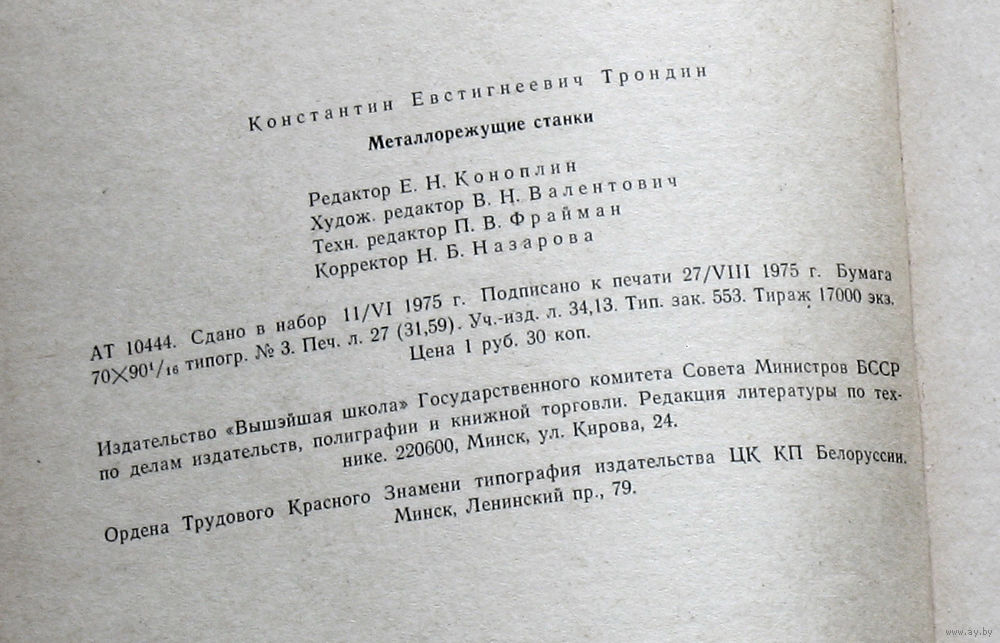 Константин Евстигнеевич Трондин
Металлорежущие станки
Редактор Е. Н. Коноплин
Худож. редактор В. Н. Валентович
Техн. редактор П. В. Фрайман
Корректор Н. Б. Назарова
АТ 10444. Сдано в набор 11/VI 1975 г. Подписано к печати 27/VIII 1975 г. Бумага
70×90¹/₁₆ типогр. № 3. Печ. л. 27 (31,59). Уч.-изд. л. 34,13. Тип. зак. 553. Тираж 17000 экз.
Цена 1 руб. 30 коп.
Издательство «Вышэйшая школа» Государственного комитета Совета Министров БССР
по делам издательств, полиграфии и книжной торговли. Редакция литературы по тех-
нике. 220600, Минск, ул. Кирова, 24.
Ордена Трудового Красного Знамени типография издательства ЦК КП Белоруссии.
Минск, Ленинский пр., 79.
www.ay.by